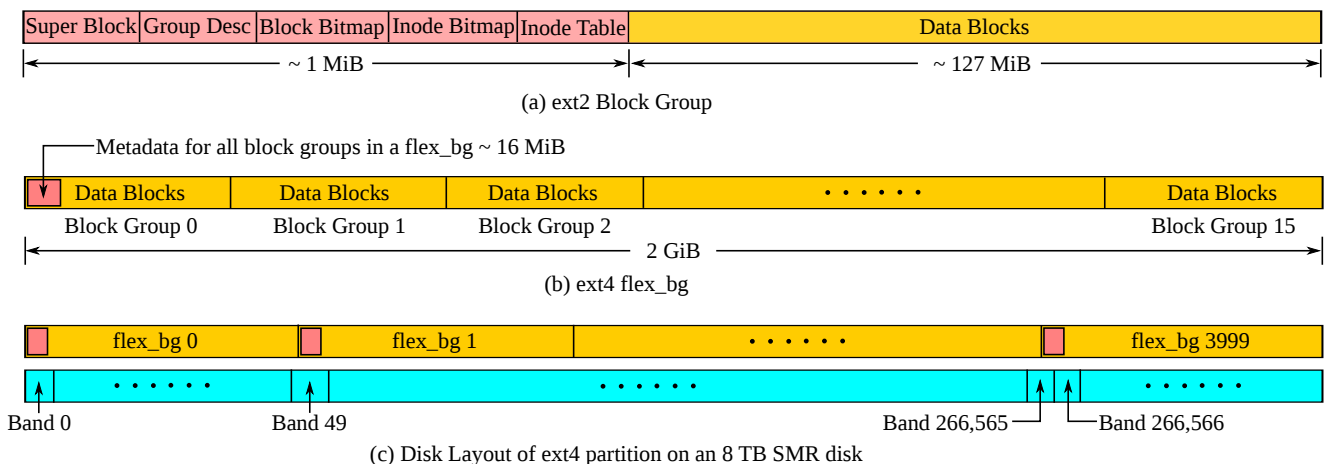 Super Block Group Desc Block Bitmap Inode Bitmap Inode Table Data Blocks
~ 1 MiB ~ 127 MiB
(a) ext2 Block Group
Metadata for all block groups in a flex_bg ~ 16 MiB
Data Blocks Data Blocks Data Blocks · · · · · · Data Blocks
Block Group 0 Block Group 1 Block Group 2 Block Group 15
2 GiB
(b) ext4 flex_bg
flex_bg 0 flex_bg 1 · · · · · · flex_bg 3999
· · · · · · · · · · · · · · · · · ·
Band 0 Band 49 Band 266,565 Band 266,566
(c) Disk Layout of ext4 partition on an 8 TB SMR disk